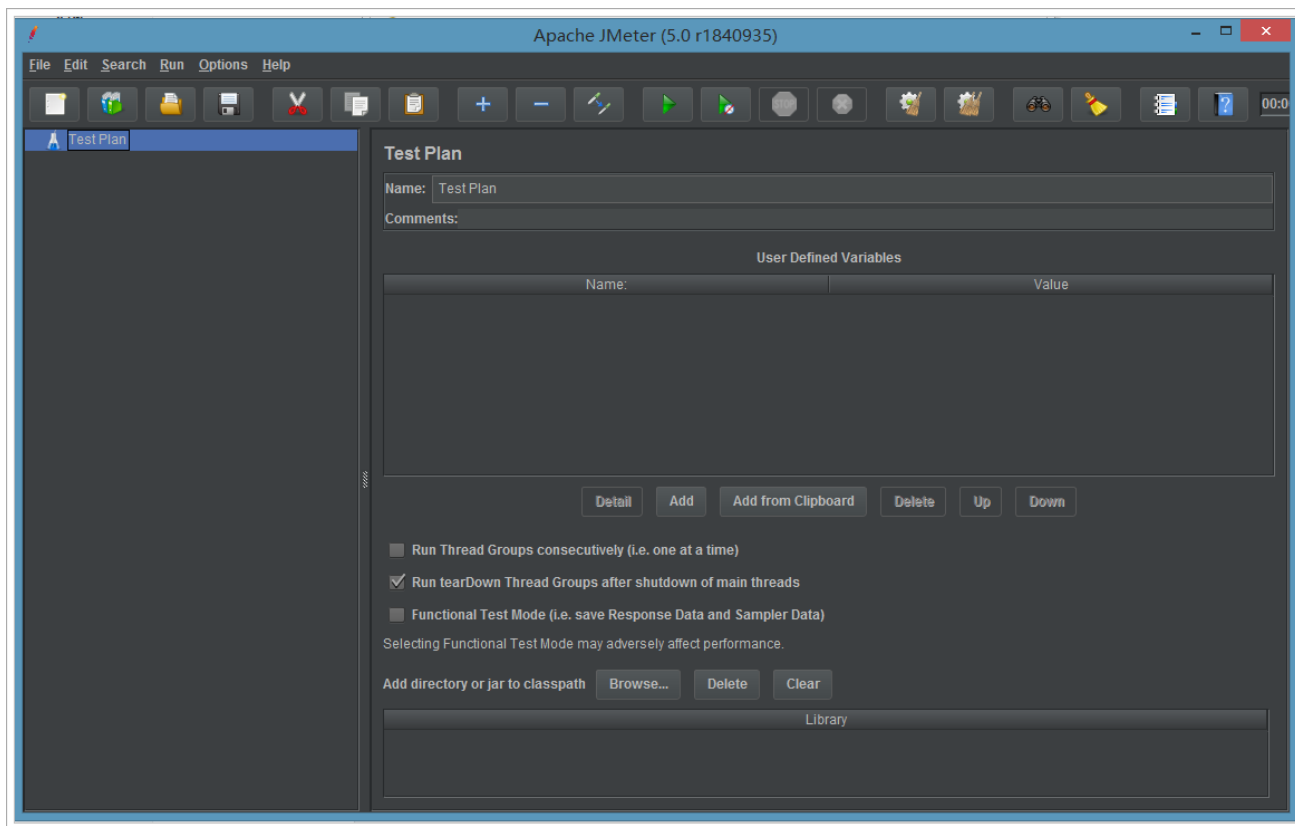 Apache JMeter (5.0 r1840935)
File Edit Search Run Options Help
STOP
00:0
Test Plan
Test Plan
Name: Test Plan
Comments:
User Defined Variables
Name: Value
Detail Add Add from Clipboard Delete Up Down
Run Thread Groups consecutively (i.e. one at a time)
Run tearDown Thread Groups after shutdown of main threads
Functional Test Mode (i.e. save Response Data and Sampler Data)
Selecting Functional Test Mode may adversely affect performance.
Add directory or jar to classpath Browse... Delete Clear
Library